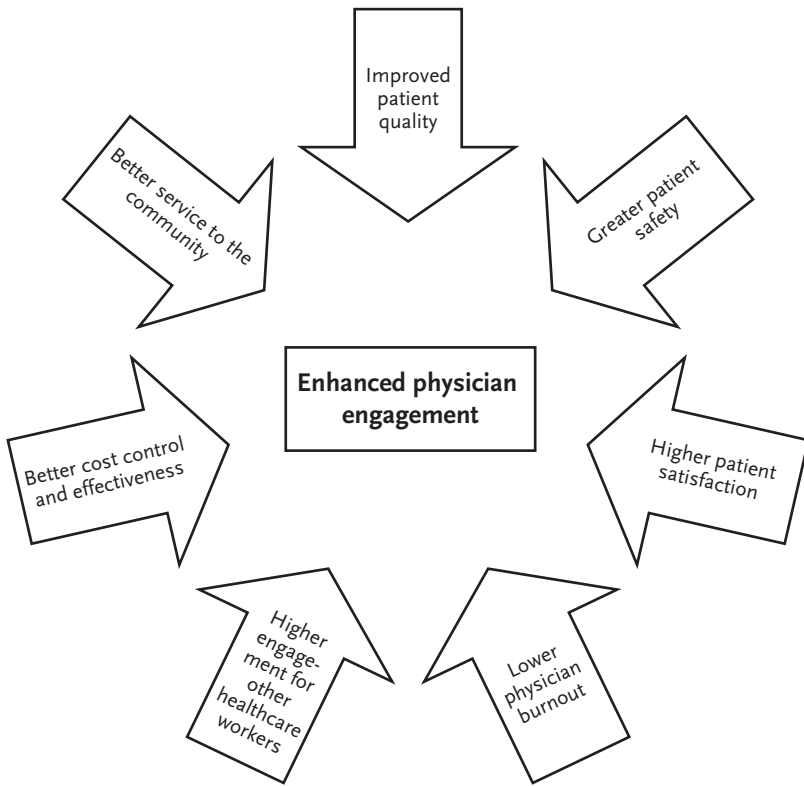 Improved
patient
quality
Greater patient
safety
Higher patient
satisfaction
Lower
physician
burnout
Higher
engage-
ment for
other
healthcare
workers
Better cost control
and effectiveness
Better service to the
community
Enhanced physician
engagement